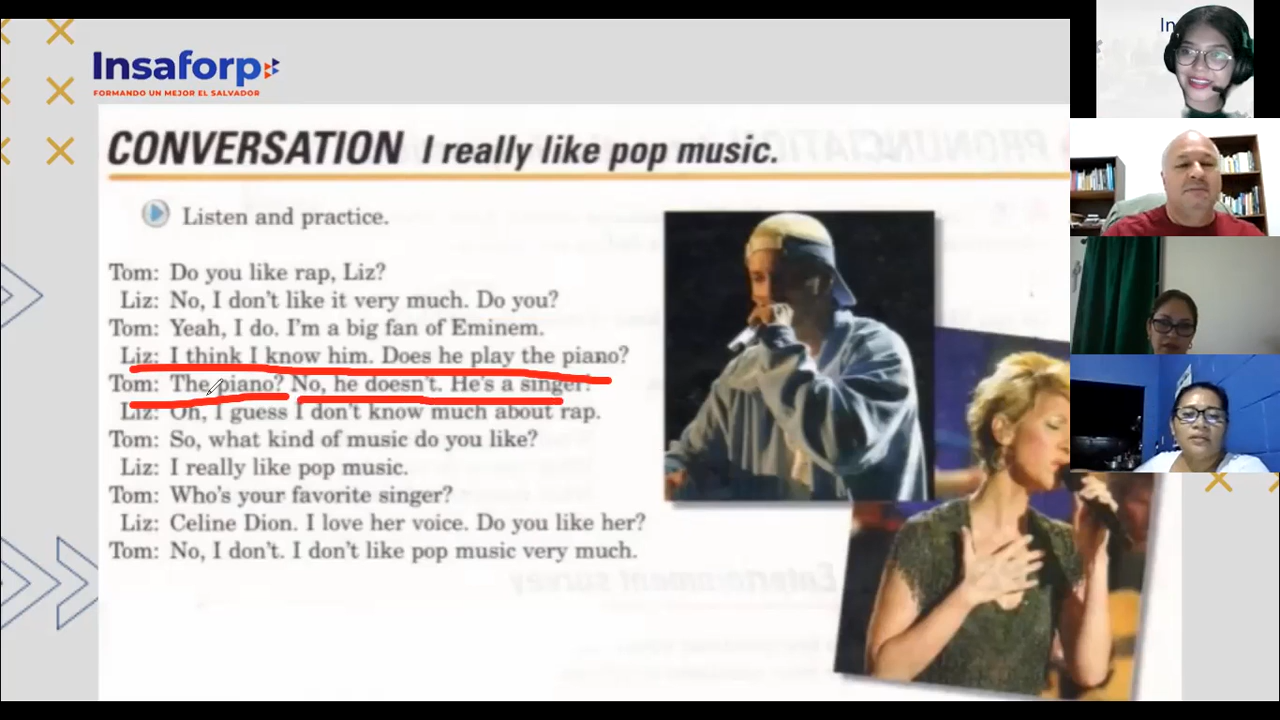 In
Insaforp
FORMANDO UN MEJOR EL SALVADOR
CONVERSATION I really like pop music.
Listen and practice.
Tom: Do you like rap, Liz?
Liz: No, I don't like it very much. Do you?
Tom: Yeah, I do. I'm a big fan of Eminem.
Liz: I think I know him. Does he play the piano?
Tom: The piano? No, he doesn't. He's a singer!
Liz: Oh, I guess I don't know much about rap.
Tom: So, what kind of music do you like?
Liz: I really like pop music.
Tom: Who's your favorite singer?
Liz: Celine Dion. I love her voice. Do you like her?
Tom: No, I don't. I don't like pop music very much.